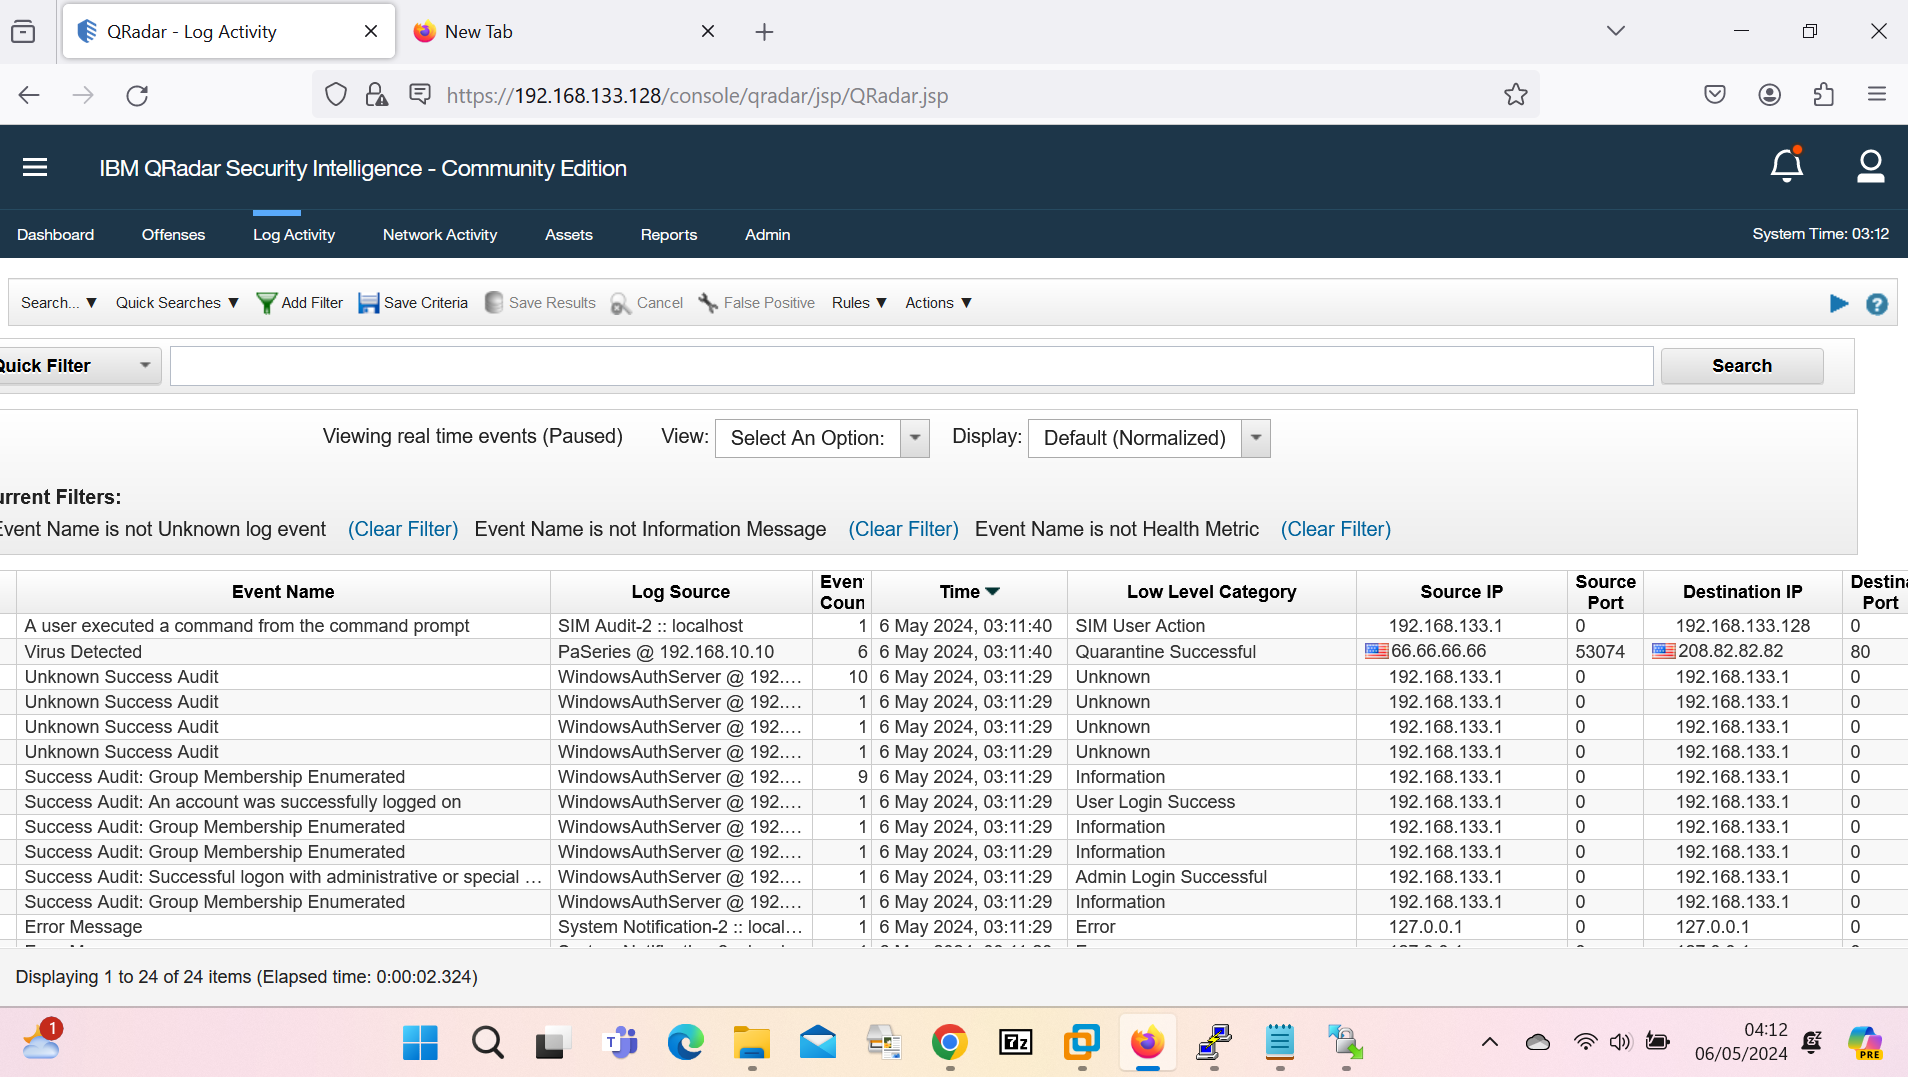 QRadar - Log Activity
New Tab
https://192.168.133.128/console/qradar/jsp/QRadar.jsp
IBM QRadar Security Intelligence - Community Edition
Dashboard Offenses Log Activity Network Activity Assets Reports Admin System Time: 03:12
Search... ▼ Quick Searches ▼ Add Filter Save Criteria Save Results Cancel False Positive Rules ▼ Actions ▼ ?
Quick Filter Search
Viewing real time events (Paused) View: Select An Option: Display: Default (Normalized)
urrent Filters:
Event Name is not Unknown log event (Clear Filter) Event Name is not Information Message (Clear Filter) Event Name is not Health Metric (Clear Filter)
Event Name Log Source Even Coun Time Low Level Category Source IP Source Port Destination IP Destina Port
A user executed a command from the command prompt SIM Audit-2 :: localhost 1 6 May 2024, 03:11:40 SIM User Action 192.168.133.1 0 192.168.133.128 0
Virus Detected PaSeries @ 192.168.10.10 6 6 May 2024, 03:11:40 Quarantine Successful 66.66.66.66 53074 208.82.82.82 80
Unknown Success Audit WindowsAuthServer @ 192.… 10 6 May 2024, 03:11:29 Unknown 192.168.133.1 0 192.168.133.1 0
Unknown Success Audit WindowsAuthServer @ 192.… 1 6 May 2024, 03:11:29 Unknown 192.168.133.1 0 192.168.133.1 0
Unknown Success Audit WindowsAuthServer @ 192.… 1 6 May 2024, 03:11:29 Unknown 192.168.133.1 0 192.168.133.1 0
Unknown Success Audit WindowsAuthServer @ 192.… 1 6 May 2024, 03:11:29 Unknown 192.168.133.1 0 192.168.133.1 0
Success Audit: Group Membership Enumerated WindowsAuthServer @ 192.… 9 6 May 2024, 03:11:29 Information 192.168.133.1 0 192.168.133.1 0
Success Audit: An account was successfully logged on WindowsAuthServer @ 192.… 1 6 May 2024, 03:11:29 User Login Success 192.168.133.1 0 192.168.133.1 0
Success Audit: Group Membership Enumerated WindowsAuthServer @ 192.… 1 6 May 2024, 03:11:29 Information 192.168.133.1 0 192.168.133.1 0
Success Audit: Group Membership Enumerated WindowsAuthServer @ 192.… 1 6 May 2024, 03:11:29 Information 192.168.133.1 0 192.168.133.1 0
Success Audit: Successful logon with administrative or special … WindowsAuthServer @ 192.… 1 6 May 2024, 03:11:29 Admin Login Successful 192.168.133.1 0 192.168.133.1 0
Success Audit: Group Membership Enumerated WindowsAuthServer @ 192.… 1 6 May 2024, 03:11:29 Information 192.168.133.1 0 192.168.133.1 0
Error Message System Notification-2 :: local… 1 6 May 2024, 03:11:29 Error 127.0.0.1 0 127.0.0.1 0
Displaying 1 to 24 of 24 items (Elapsed time: 0:00:02.324)
1
T
7z
PRE
04:12
06/05/2024